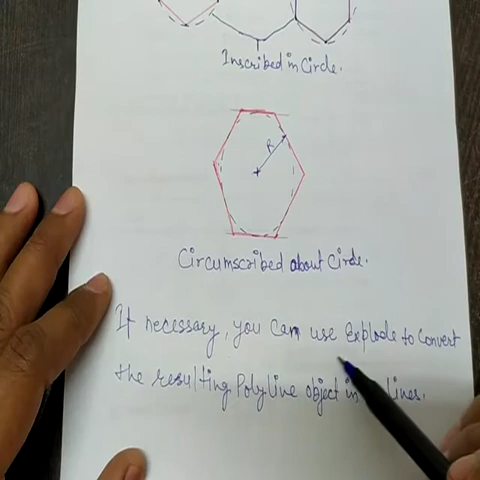 Inscribed in Circle.
R
Circumscribed about Circle.
If necessary, you can use Explode to convert
the resulting Polyline object in lines.